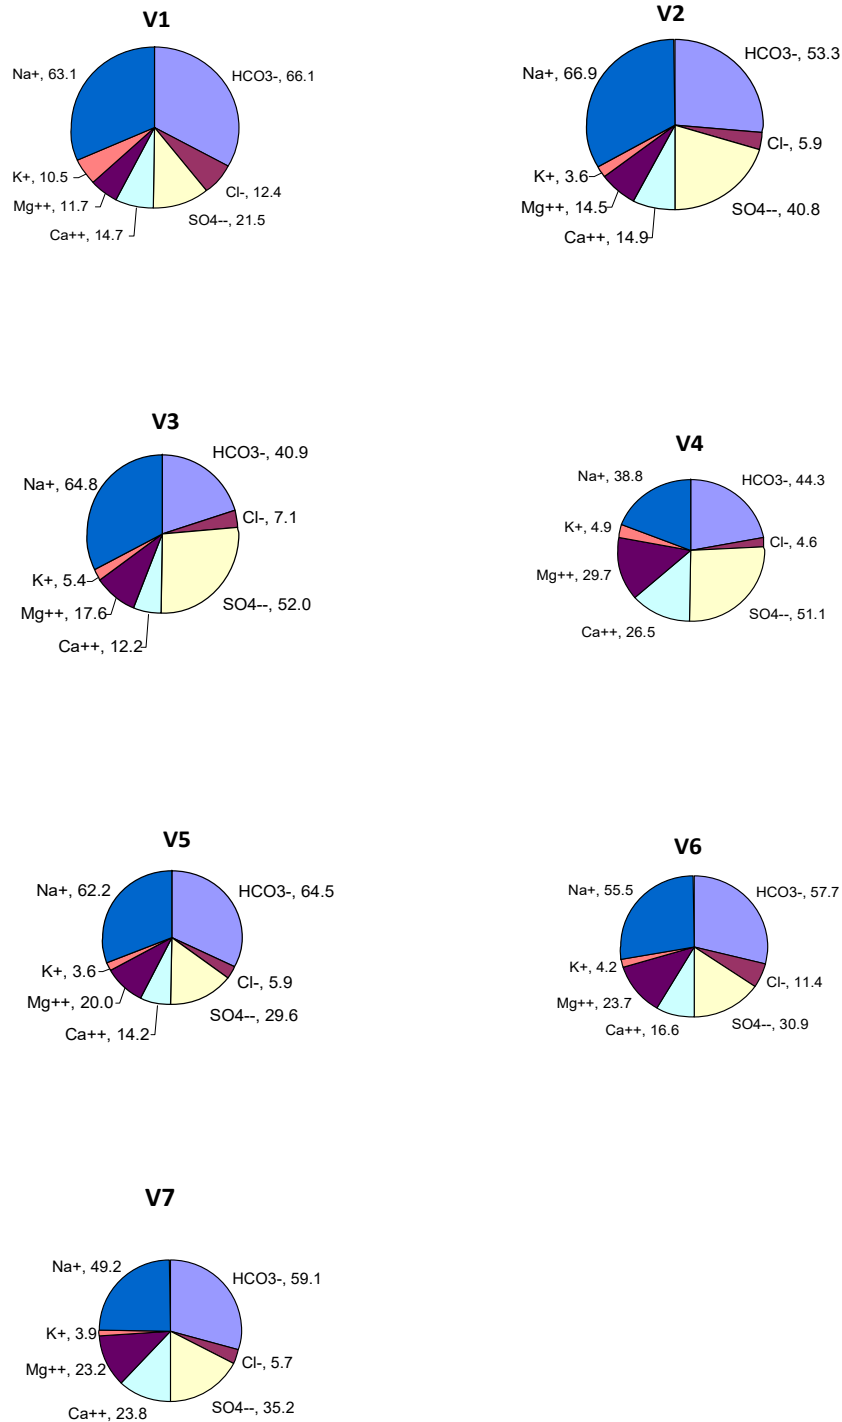 V1
Na+, 63.1
HCO3-, 66.1
K+, 10.5
Mg++, 11.7
Ca++, 14.7
SO4--, 21.5
Cl-, 12.4
V2
HCO3-, 53.3
Na+, 66.9
Cl-, 5.9
K+, 3.6
Mg++, 14.5
Ca++, 14.9
SO4--, 40.8
V3
HCO3-, 40.9
Na+, 64.8
Cl-, 7.1
K+, 5.4
Mg++, 17.6
Ca++, 12.2
SO4--, 52.0
V4
Na+, 38.8
HCO3-, 44.3
K+, 4.9
Cl-, 4.6
Mg++, 29.7
Ca++, 26.5
SO4--, 51.1
V5
Na+, 62.2
HCO3-, 64.5
K+, 3.6
Cl-, 5.9
Mg++, 20.0
SO4--, 29.6
Ca++, 14.2
V6
Na+, 55.5
HCO3-, 57.7
K+, 4.2
Cl-, 11.4
Mg++, 23.7
Ca++, 16.6
SO4--, 30.9
V7
Na+, 49.2
HCO3-, 59.1
K+, 3.9
Cl-, 5.7
Mg++, 23.2
Ca++, 23.8
SO4--, 35.2